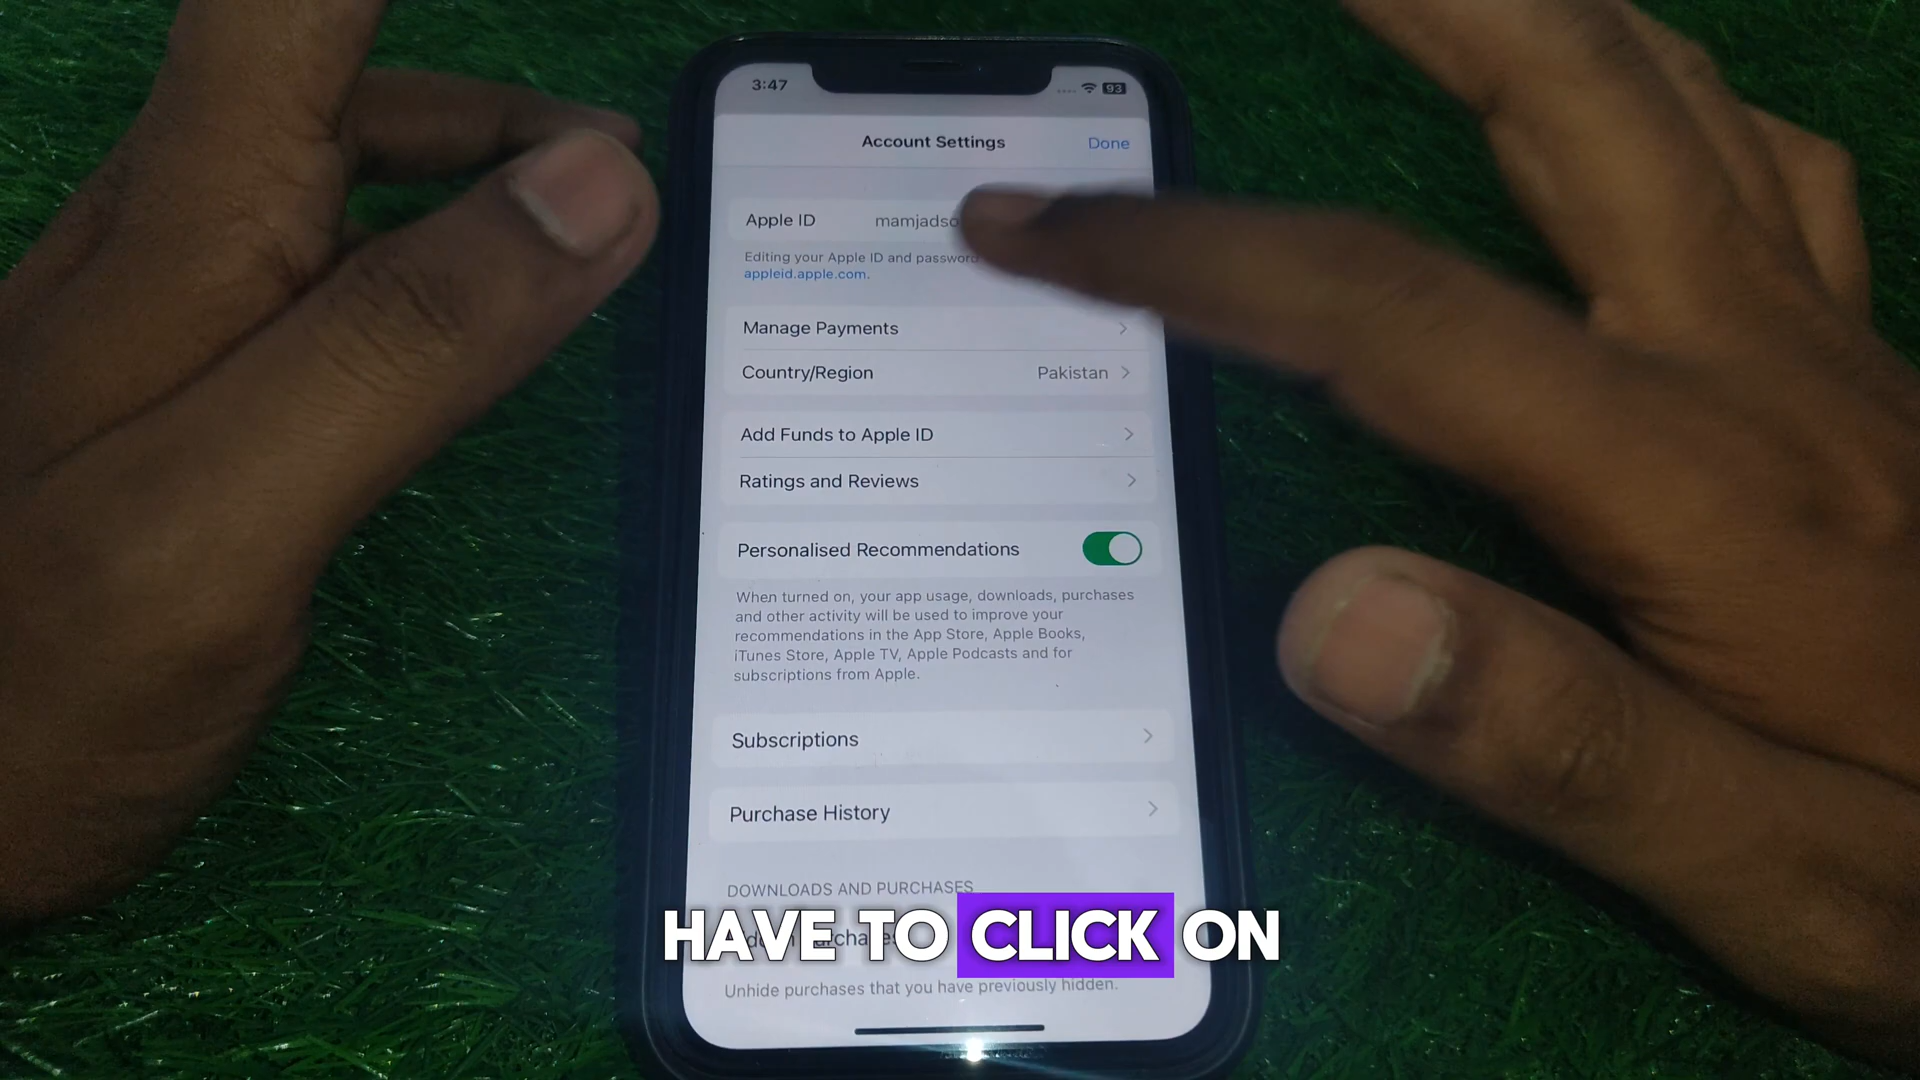 3:47
93
Account Settings
Done
Apple ID mamjadso
Editing your Apple ID and password
appleid.apple.com.
Manage Payments
Country/Region Pakistan
Add Funds to Apple ID
Ratings and Reviews
Personalised Recommendations
When turned on, your app usage, downloads, purchases
and other activity will be used to improve your
recommendations in the App Store, Apple Books,
iTunes Store, Apple TV, Apple Podcasts and for
subscriptions from Apple.
Subscriptions
Purchase History
DOWNLOADS AND PURCHASES
HAVE TO CLICK ON
Unhide purchases that you have previously hidden.